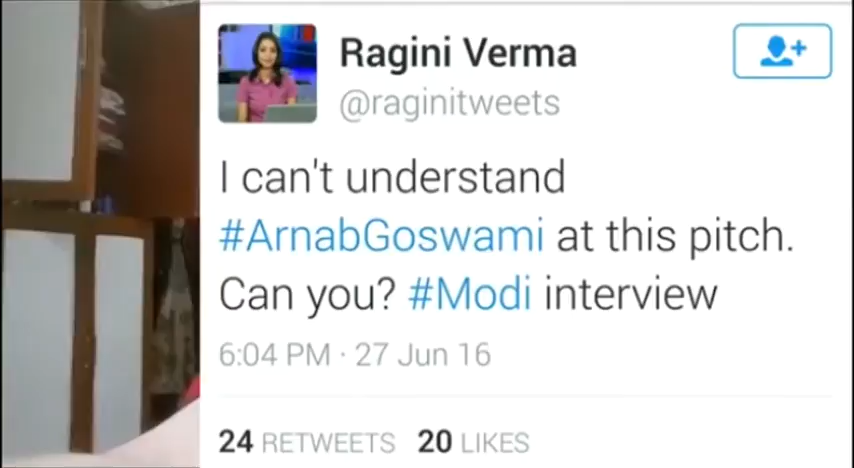 Ragini Verma
@raginitweets
I can't understand
#ArnabGoswami at this pitch.
Can you? #Modi interview
6:04 PM · 27 Jun 16
24 RETWEETS 20 LIKES